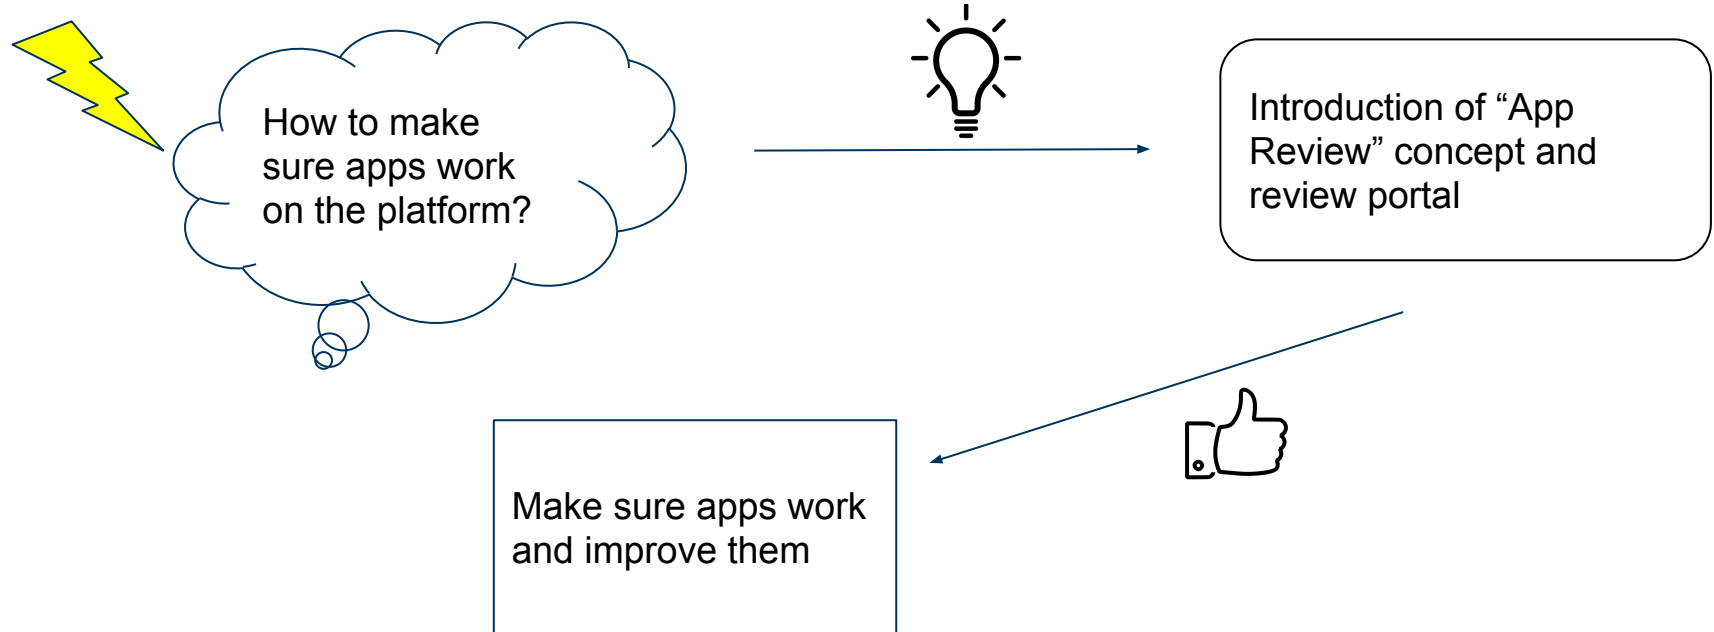 How to make
sure apps work
on the platform?
Introduction of “App
Review” concept and
review portal
Make sure apps work
and improve them